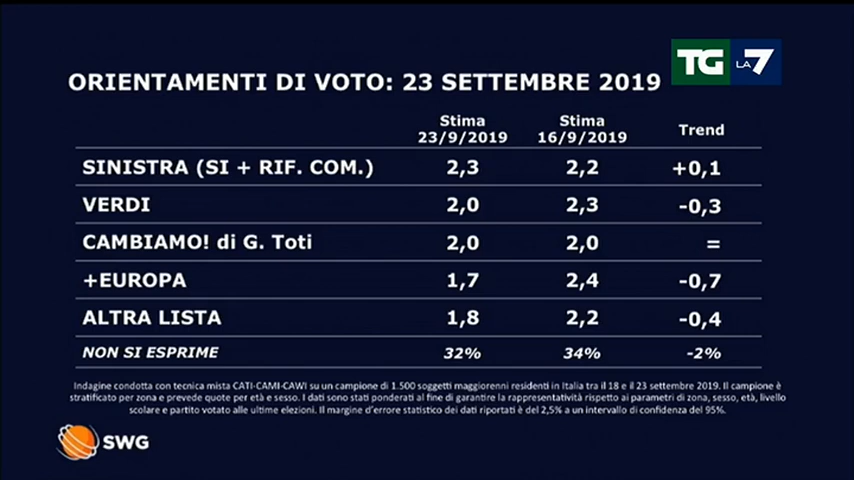 TG LA7
ORIENTAMENTI DI VOTO: 23 SETTEMBRE 2019
Stima 23/9/2019 Stima 16/9/2019 Trend
SINISTRA (SI + RIF. COM.) 2,3 2,2 +0,1
VERDI 2,0 2,3 -0,3
CAMBIAMO! di G. Toti 2,0 2,0 =
+EUROPA 1,7 2,4 -0,7
ALTRA LISTA 1,8 2,2 -0,4
NON SI ESPRIME 32% 34% -2%
Indagine condotta con tecnica mista CATI-CAMI-CAWI su un campione di 1.500 soggetti maggiorenni residenti in Italia tra il 18 e il 23 settembre 2019. Il campione è
stratificato per zona e prevede quote per età e sesso. I dati sono stati ponderati al fine di garantire la rappresentatività rispetto ai parametri di zona, sesso, età, livello
scolare e partito votato alle ultime elezioni. Il margine d'errore statistico dei dati riportati è del 2,5% a un intervallo di confidenza del 95%.
SWG